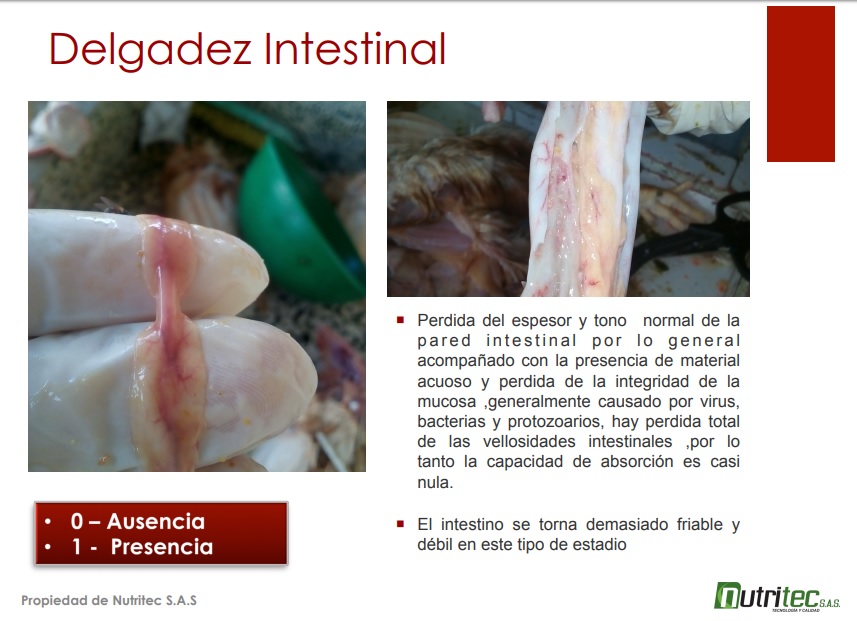 Delgadez Intestinal
Perdida del espesor y tono normal de la
pared intestinal por lo general
acompañado con la presencia de material
acuoso y perdida de la integridad de la
mucosa ,generalmente causado por virus,
bacterias y protozoarios, hay perdida total
de las vellosidades intestinales ,por lo
tanto la capacidad de absorción es casi
nula.
El intestino se torna demasiado friable y
débil en este tipo de estadio
• 0 – Ausencia
• 1 - Presencia
Propiedad de Nutritec S.A.S
Nutritec S.A.S.
TECNOLOGÍA Y CALIDAD